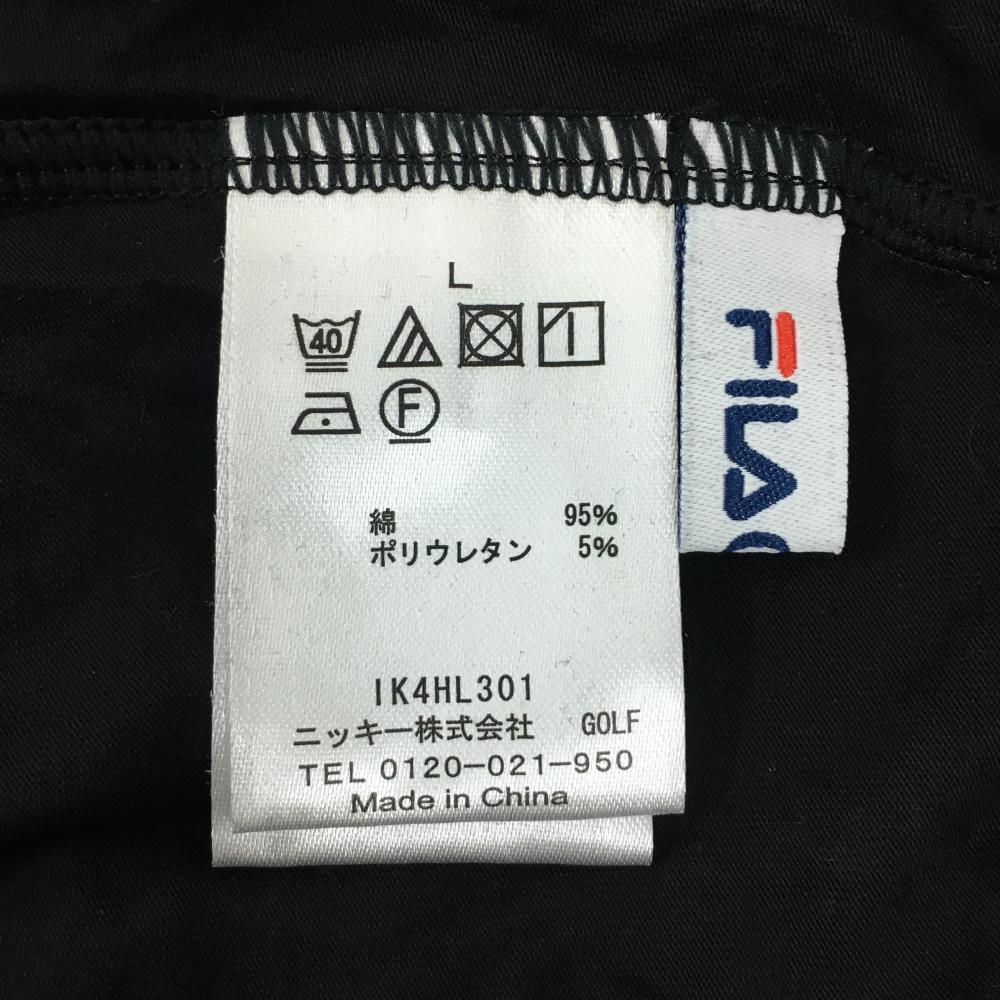 L
40
F
綿 95%
ポリウレタン 5%
IK4HL301
ニッキー株式会社 GOLF
TEL 0120-021-950
Made in China
FILA